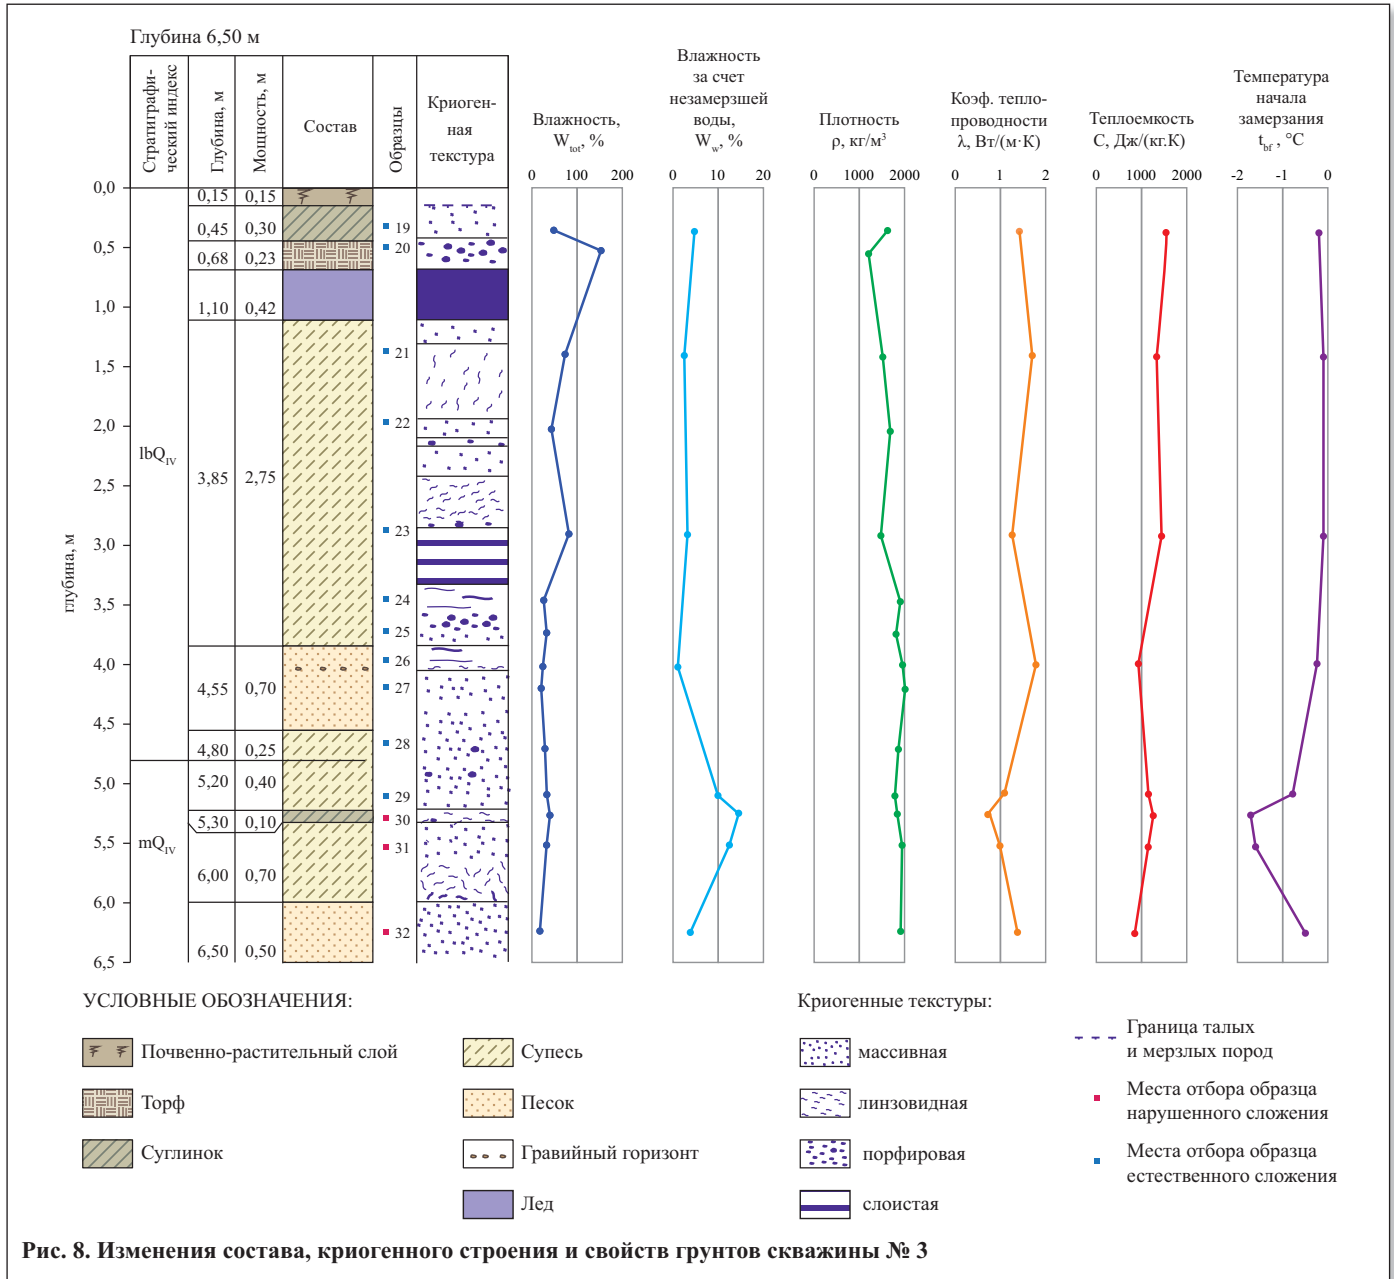 Глубина 6,50 м
Стратиграфи-
ческий индекс
Глубина, м
Мощность, м
Состав
Образцы
Криоген-
ная
текстура
Влажность,
Wtot, %
0 100 200
Влажность
за счет
незамерзшей
воды,
Ww, %
0 10 20
Плотность
ρ, кг/м³
0 1000 2000
Коэф. тепло-
проводности
λ, Вт/(м·К)
0 1 2
Теплоемкость
С, Дж/(кг.К)
0 1000 2000
Температура
начала
замерзания
tbf , °C
-2 -1 0
глубина, м
0,0
0,5
1,0
1,5
2,0
2,5
3,0
3,5
4,0
4,5
5,0
5,5
6,0
6,5
lbQIV
mQIV
0,15 0,15
0,45 0,30
0,68 0,23
1,10 0,42
3,85 2,75
4,55 0,70
4,80 0,25
5,20 0,40
5,30 0,10
6,00 0,70
6,50 0,50
19
20
21
22
23
24
25
26
27
28
29
30
31
32
УСЛОВНЫЕ ОБОЗНАЧЕНИЯ:
Почвенно-растительный слой
Торф
Суглинок
Супесь
Песок
Гравийный горизонт
Лед
Криогенные текстуры:
массивная
линзовидная
порфировая
слоистая
Граница талых
и мерзлых пород
Места отбора образца
нарушенного сложения
Места отбора образца
естественного сложения
Рис. 8. Изменения состава, криогенного строения и свойств грунтов скважины № 3